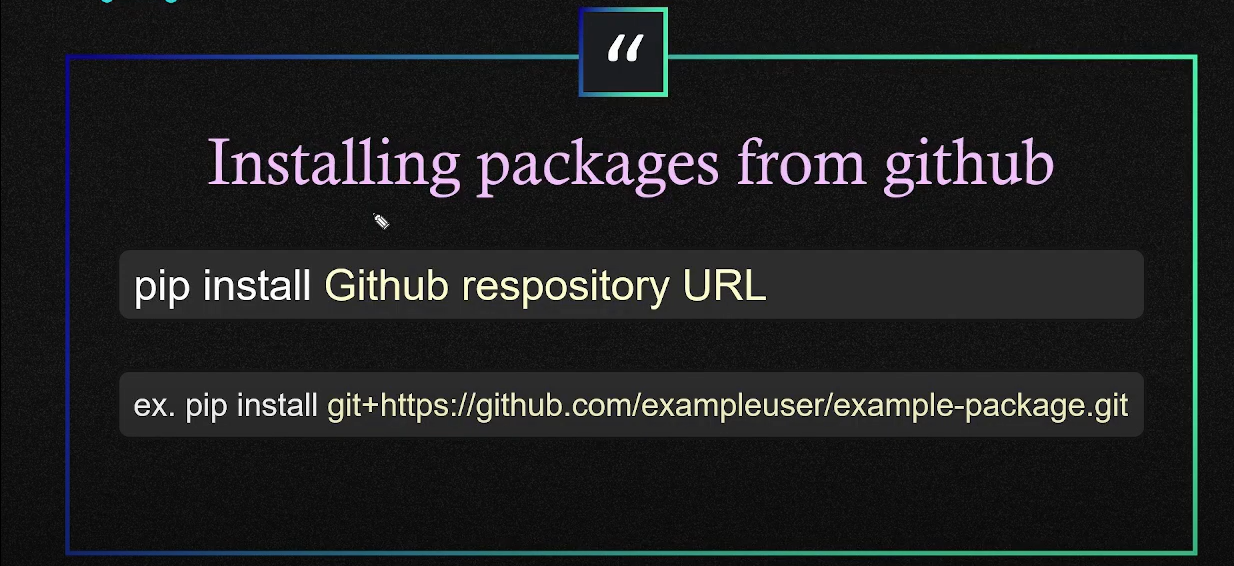 “
Installing packages from github
pip install Github respository URL
ex. pip install git+https://github.com/exampleuser/example-package.git